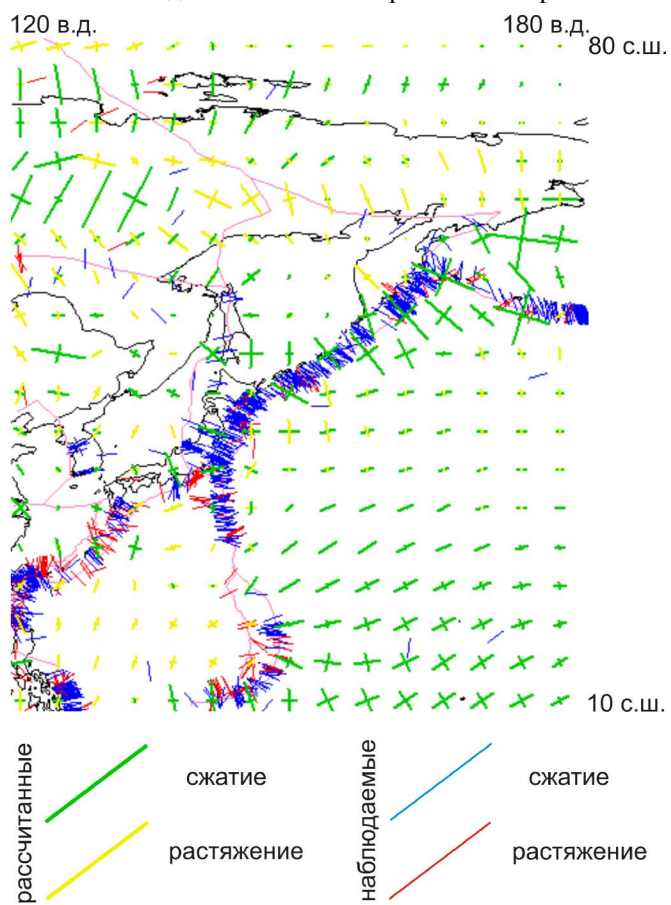 120 в.д. 180 в.д.
80 с.ш.
10 с.ш.
рассчитанные
сжатие
растяжение
наблюдаемые
сжатие
растяжение